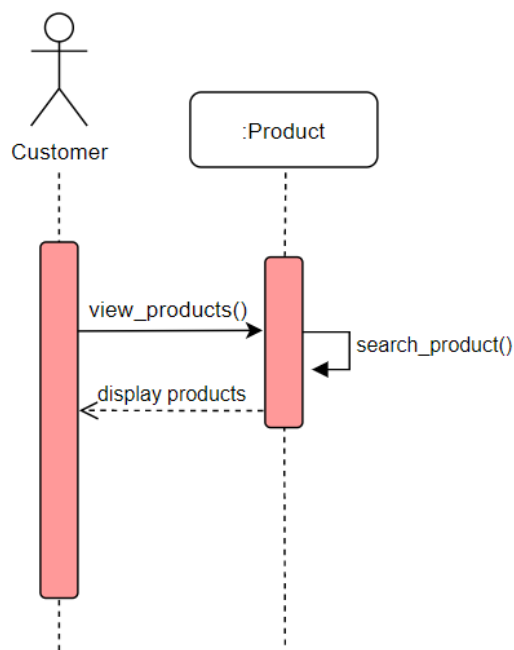 :Product
Customer
view_products()
search_product()
display products